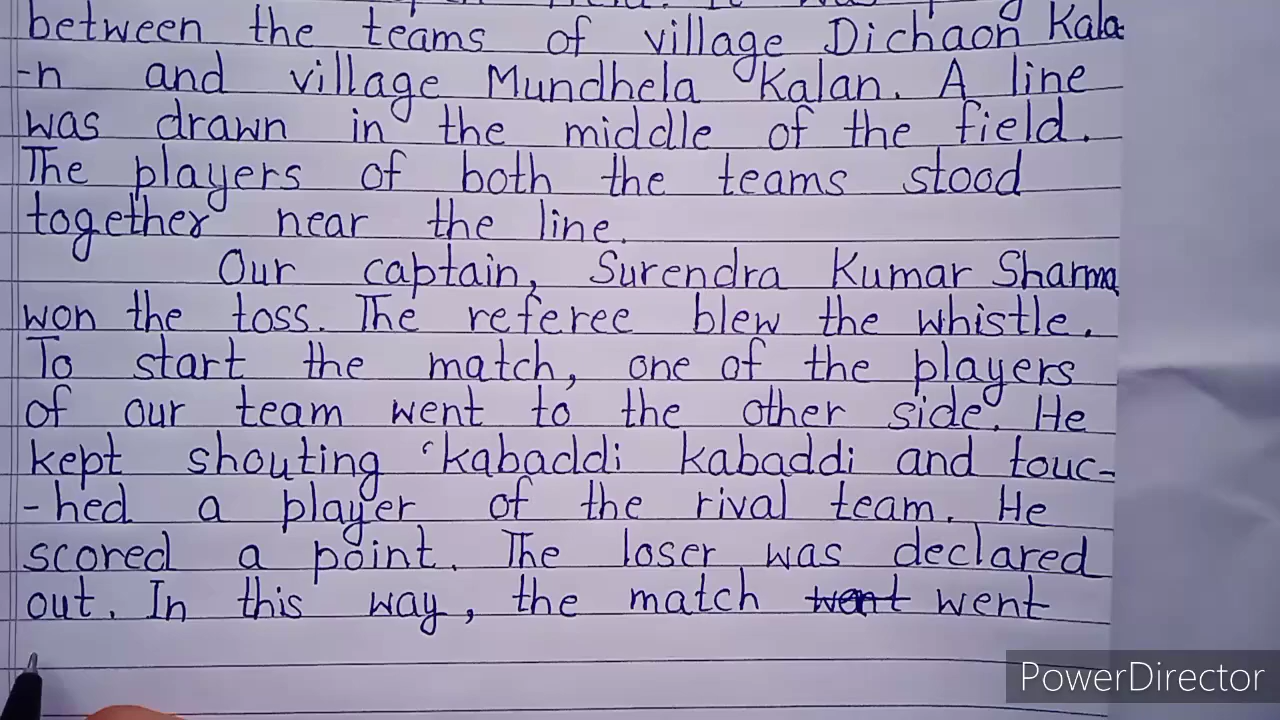 between the teams of village Dichaon Kala-
-n and village Mundhela Kalan. A line
was drawn in the middle of the field.
The players of both the teams stood
together near the line.
Our captain, Surendra Kumar Sharma
won the toss. The referee blew the whistle.
To start the match, one of the players
of our team went to the other side. He
kept shouting ‘kabaddi kabaddi and touc-
-hed a player of the rival team. He
scored a point. The loser was declared
out. In this way, the match went went
PowerDirector